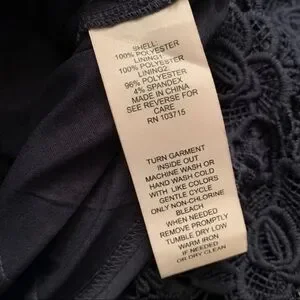 SHELL:
100% POLYESTER
LINING1:
100% POLYESTER
LINING2:
96% POLYESTER
4% SPANDEX
MADE IN CHINA
SEE REVERSE FOR
CARE
RN 103715
TURN GARMENT
INSIDE OUT
MACHINE WASH OR
HAND WASH COLD
WITH LIKE COLORS
GENTLE CYCLE
ONLY NON-CHLORINE
BLEACH
WHEN NEEDED
REMOVE PROMPTLY
TUMBLE DRY LOW
WARM IRON
IF NEEDED
OR DRY CLEAN